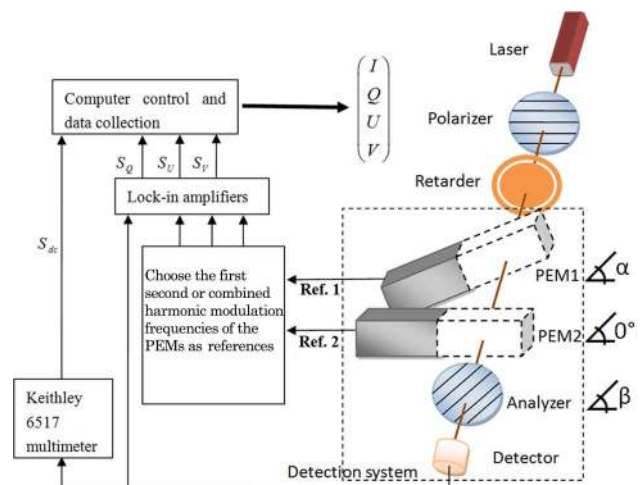 Laser
Computer control and
data collection
I
Q
U
V
Polarizer
S_Q
S_U
S_V
Retarder
Lock-in amplifiers
S_dc
Choose the first
second or combined
harmonic modulation
frequencies of the
PEMs as references
Ref. 1
PEM1
α
Ref. 2
PEM2
0°
Keithley
6517
multimeter
Analyzer
β
Detector
Detection system